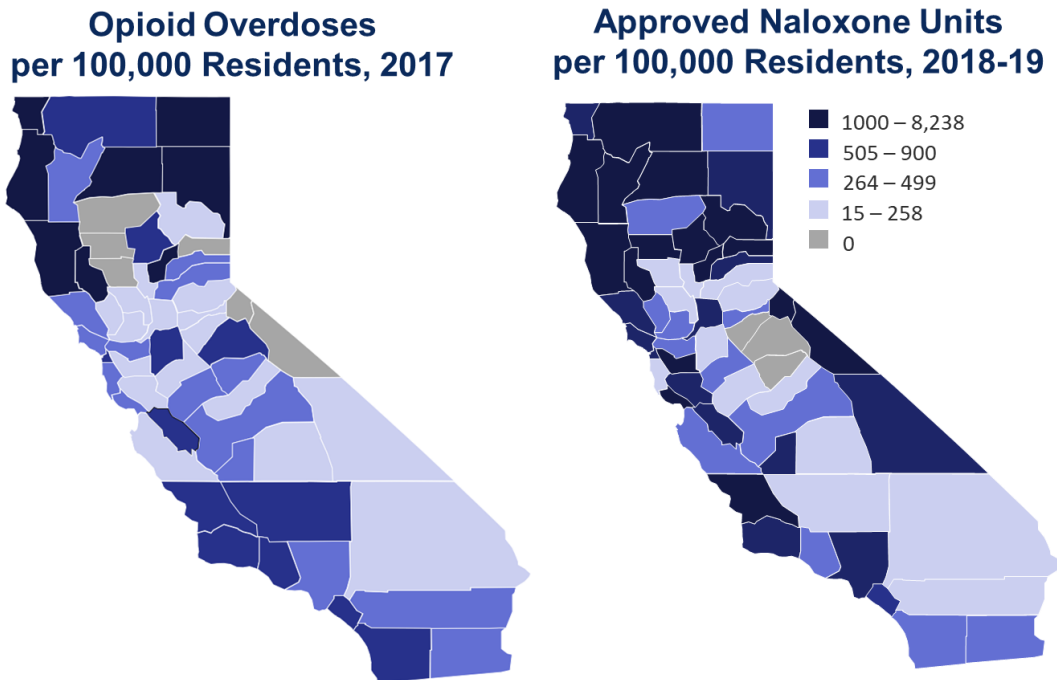 Opioid Overdoses
per 100,000 Residents, 2017
Approved Naloxone Units
per 100,000 Residents, 2018-19
1000 – 8,238
505 – 900
264 – 499
15 – 258
0